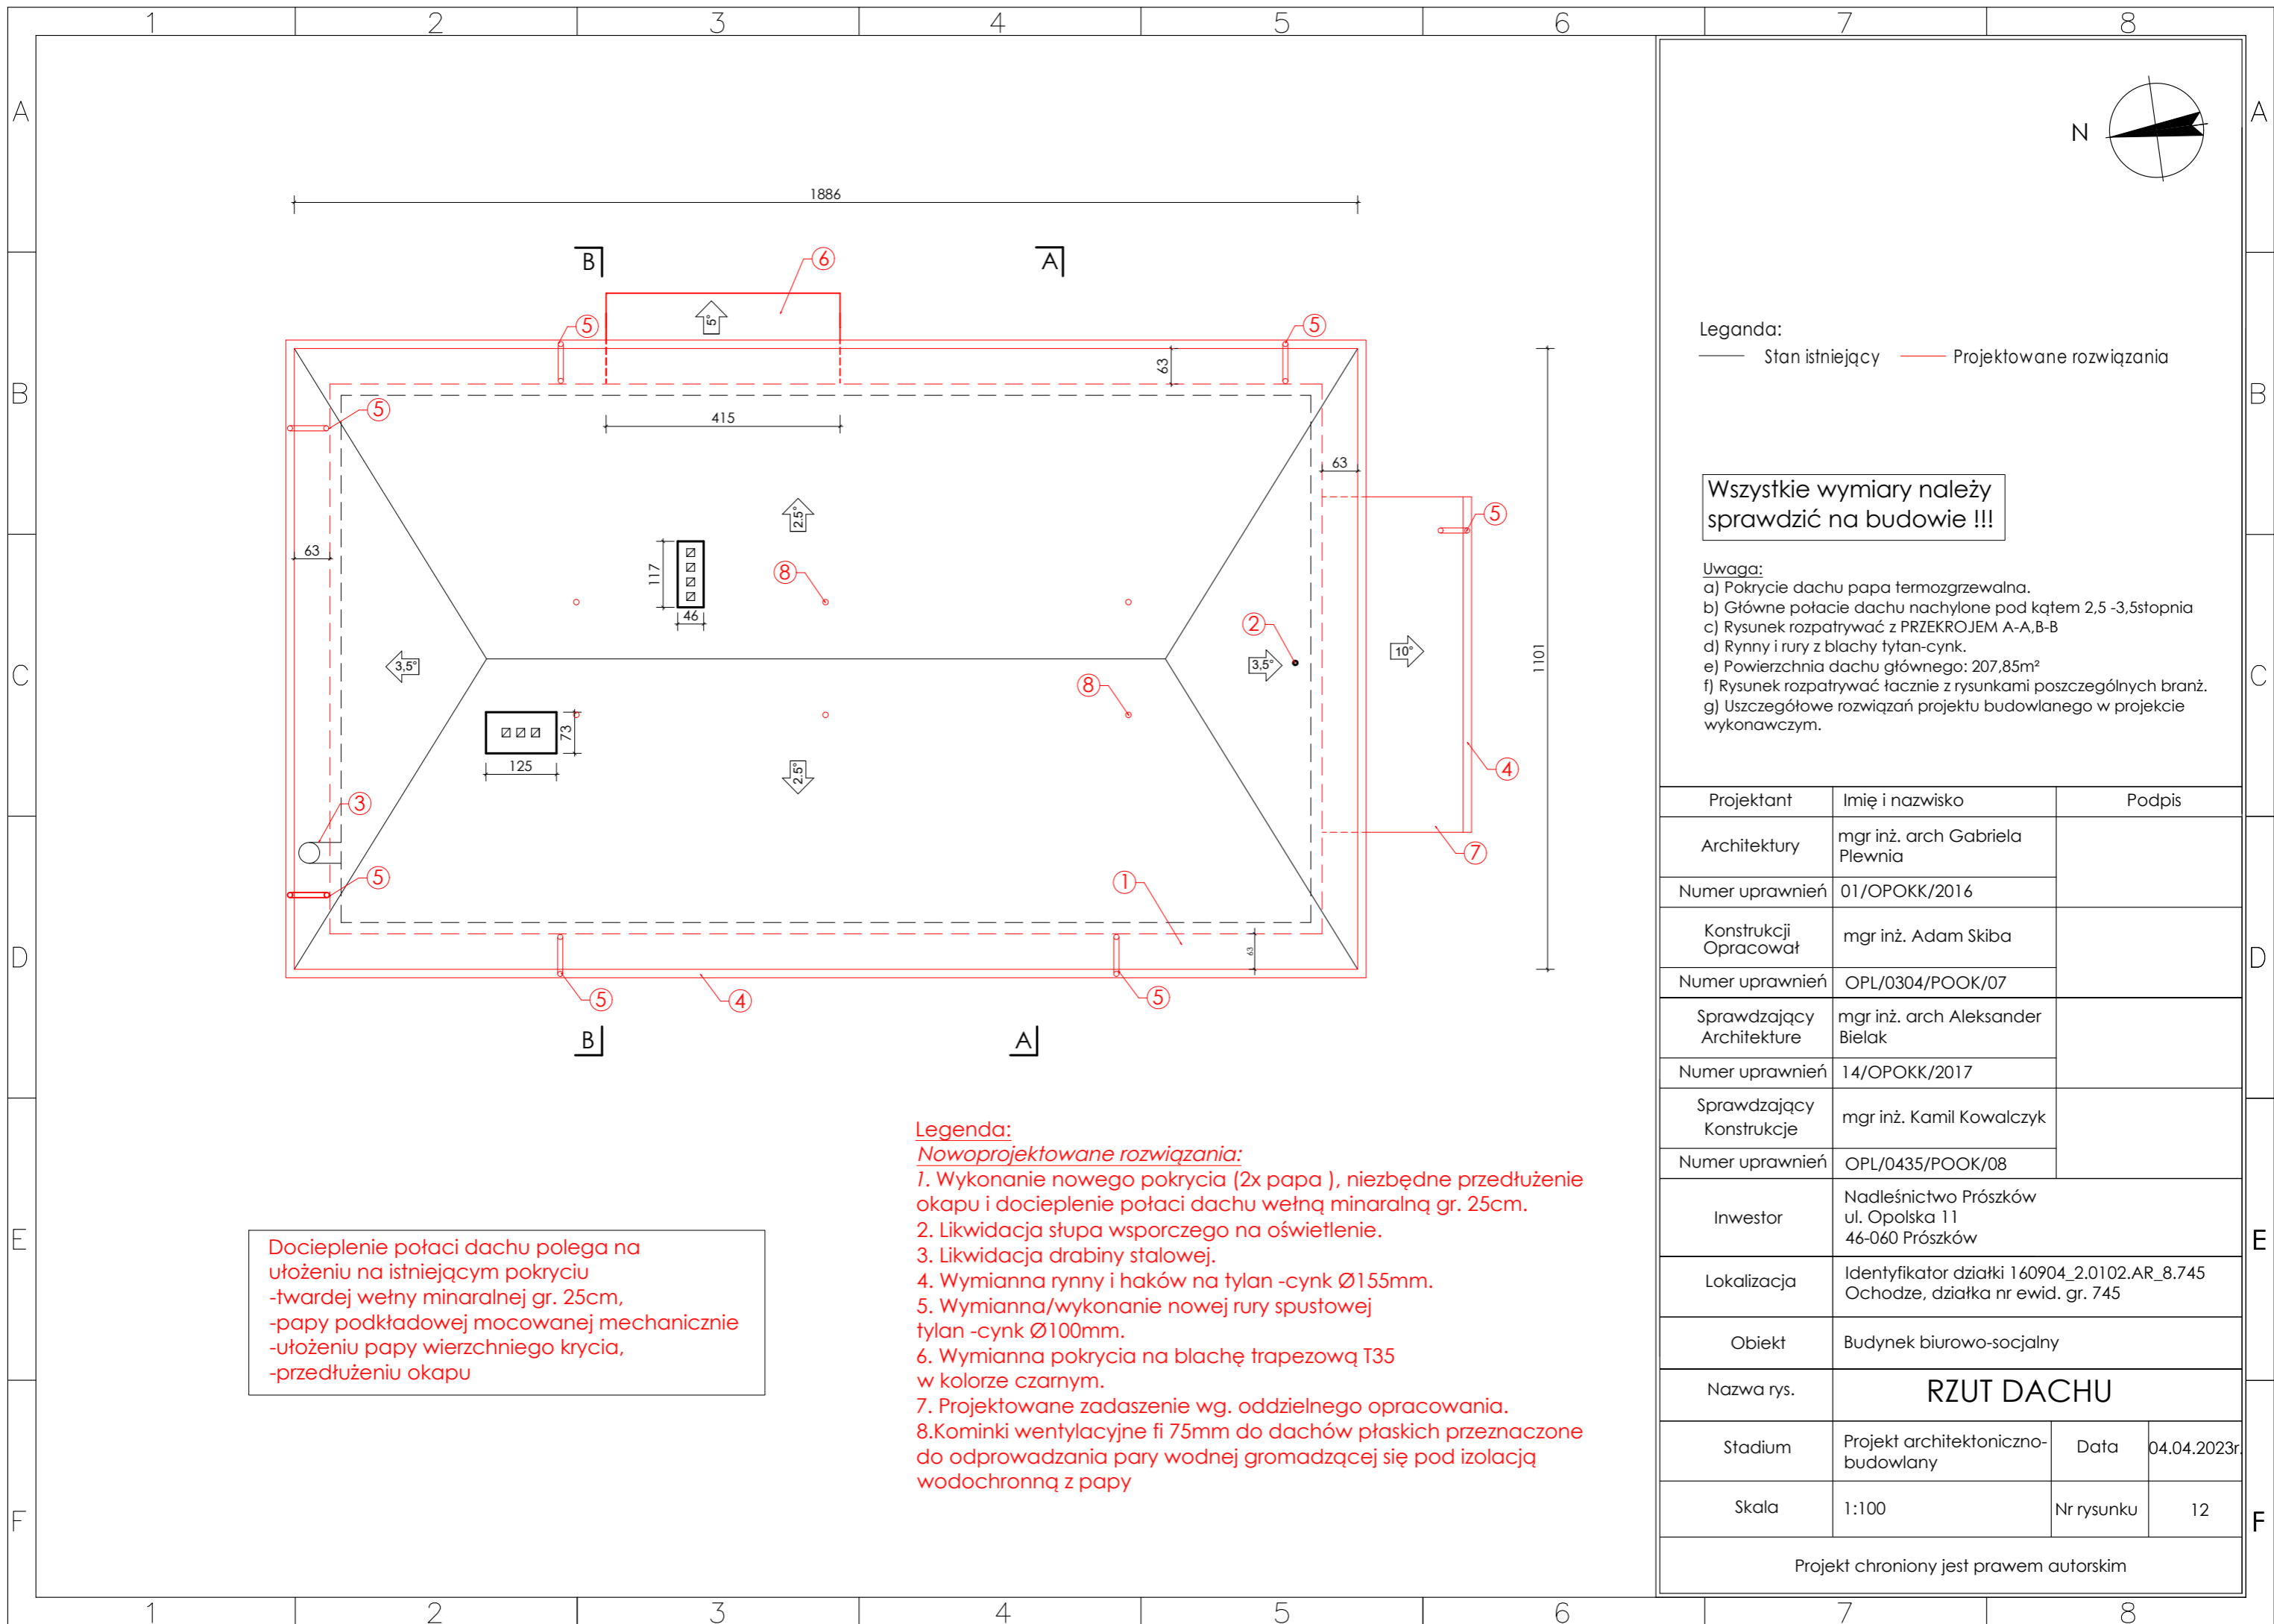 1 2 3 4 5 6 7 8
A
B
C
D
E
F
A
B
C
D
E
F
N
1886
B
A
6
5°
5
5
63
5
415
63
2.5°
5
63
117
46
8
2
3,5°
3,5°
10°
1101
8
73
125
2.5°
4
3
7
5
1
63
5
4
5
B
A
Leganda:
Stan istniejący
Projektowane rozwiązania
Wszystkie wymiary należy
sprawdzić na budowie !!!
Uwaga:
a) Pokrycie dachu papa termozgrzewalna.
b) Główne połacie dachu nachylone pod kątem 2,5 -3,5stopnia
c) Rysunek rozpatrywać z PRZEKROJEM A-A,B-B
d) Rynny i rury z blachy tytan-cynk.
e) Powierzchnia dachu głównego: 207,85m²
f) Rysunek rozpatrywać łacznie z rysunkami poszczególnych branż.
g) Uszczegółowe rozwiązań projektu budowlanego w projekcie
wykonawczym.
Projektant Imię i nazwisko Podpis
Architektury mgr inż. arch Gabriela
Plewnia
Numer uprawnień 01/OPOKK/2016
Konstrukcji
Opracował mgr inż. Adam Skiba
Numer uprawnień OPL/0304/POOK/07
Sprawdzający
Architekture mgr inż. arch Aleksander
Bielak
Numer uprawnień 14/OPOKK/2017
Sprawdzający
Konstrukcje mgr inż. Kamil Kowalczyk
Numer uprawnień OPL/0435/POOK/08
Inwestor Nadleśnictwo Prószków
ul. Opolska 11
46-060 Prószków
Lokalizacja Identyfikator działki 160904_2.0102.AR_8.745
Ochodze, działka nr ewid. gr. 745
Obiekt Budynek biurowo-socjalny
Nazwa rys. RZUT DACHU
Stadium Projekt architektoniczno-
budowlany Data 04.04.2023r.
Skala 1:100 Nr rysunku 12
Projekt chroniony jest prawem autorskim
Legenda:
Nowoprojektowane rozwiązania:
1. Wykonanie nowego pokrycia (2x papa ), niezbędne przedłużenie
okapu i docieplenie połaci dachu wełną minaralną gr. 25cm.
2. Likwidacja słupa wsporczego na oświetlenie.
3. Likwidacja drabiny stalowej.
4. Wymianna rynny i haków na tylan -cynk Ø155mm.
5. Wymianna/wykonanie nowej rury spustowej
tylan -cynk Ø100mm.
6. Wymianna pokrycia na blachę trapezową T35
w kolorze czarnym.
7. Projektowane zadaszenie wg. oddzielnego opracowania.
8.Kominki wentylacyjne fi 75mm do dachów płaskich przeznaczone
do odprowadzania pary wodnej gromadzącej się pod izolacją
wodochronną z papy
Docieplenie połaci dachu polega na
ułożeniu na istniejącym pokryciu
-twardej wełny minaralnej gr. 25cm,
-papy podkładowej mocowanej mechanicznie
-ułożeniu papy wierzchniego krycia,
-przedłużeniu okapu
1 2 3 4 5 6 7 8